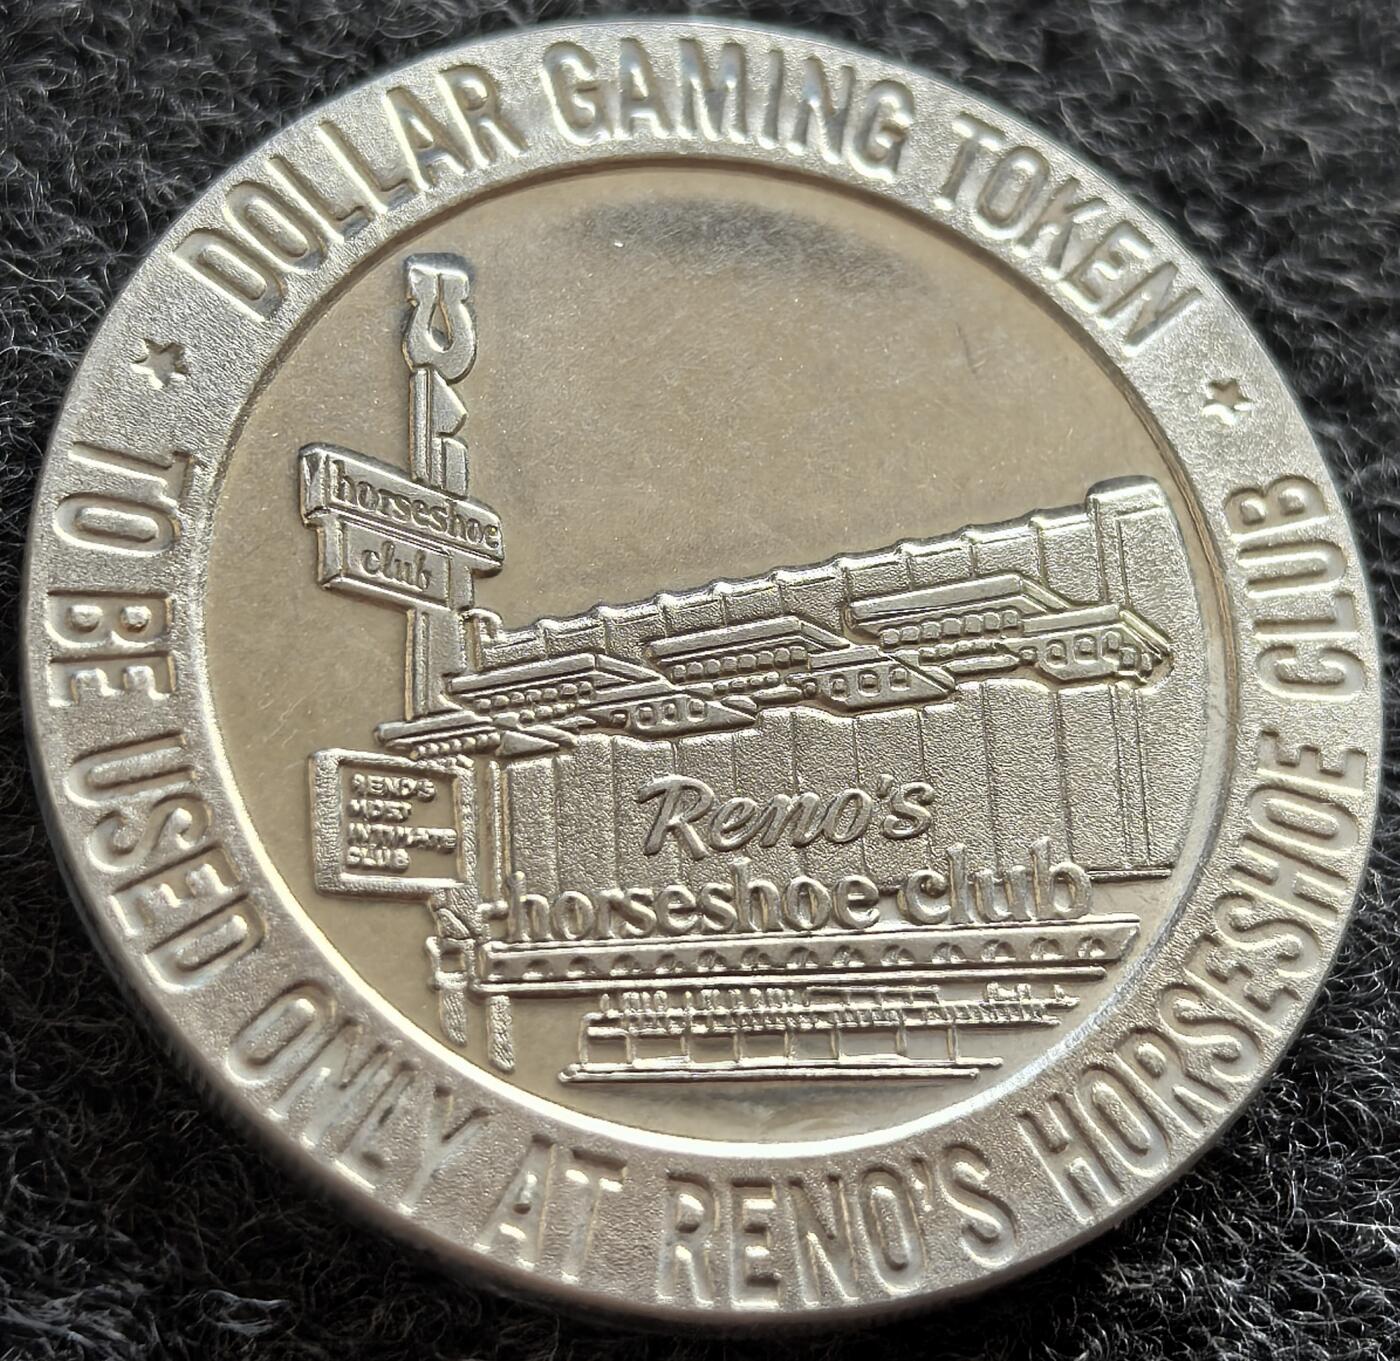 DOLLAR GAMING TOKEN
TO BE USED ONLY AT RENO'S HORSESHOE CLUB
horseshoe
club
RENO'S
MOST
INTIMATE
CLUB
Reno's
horseshoe club